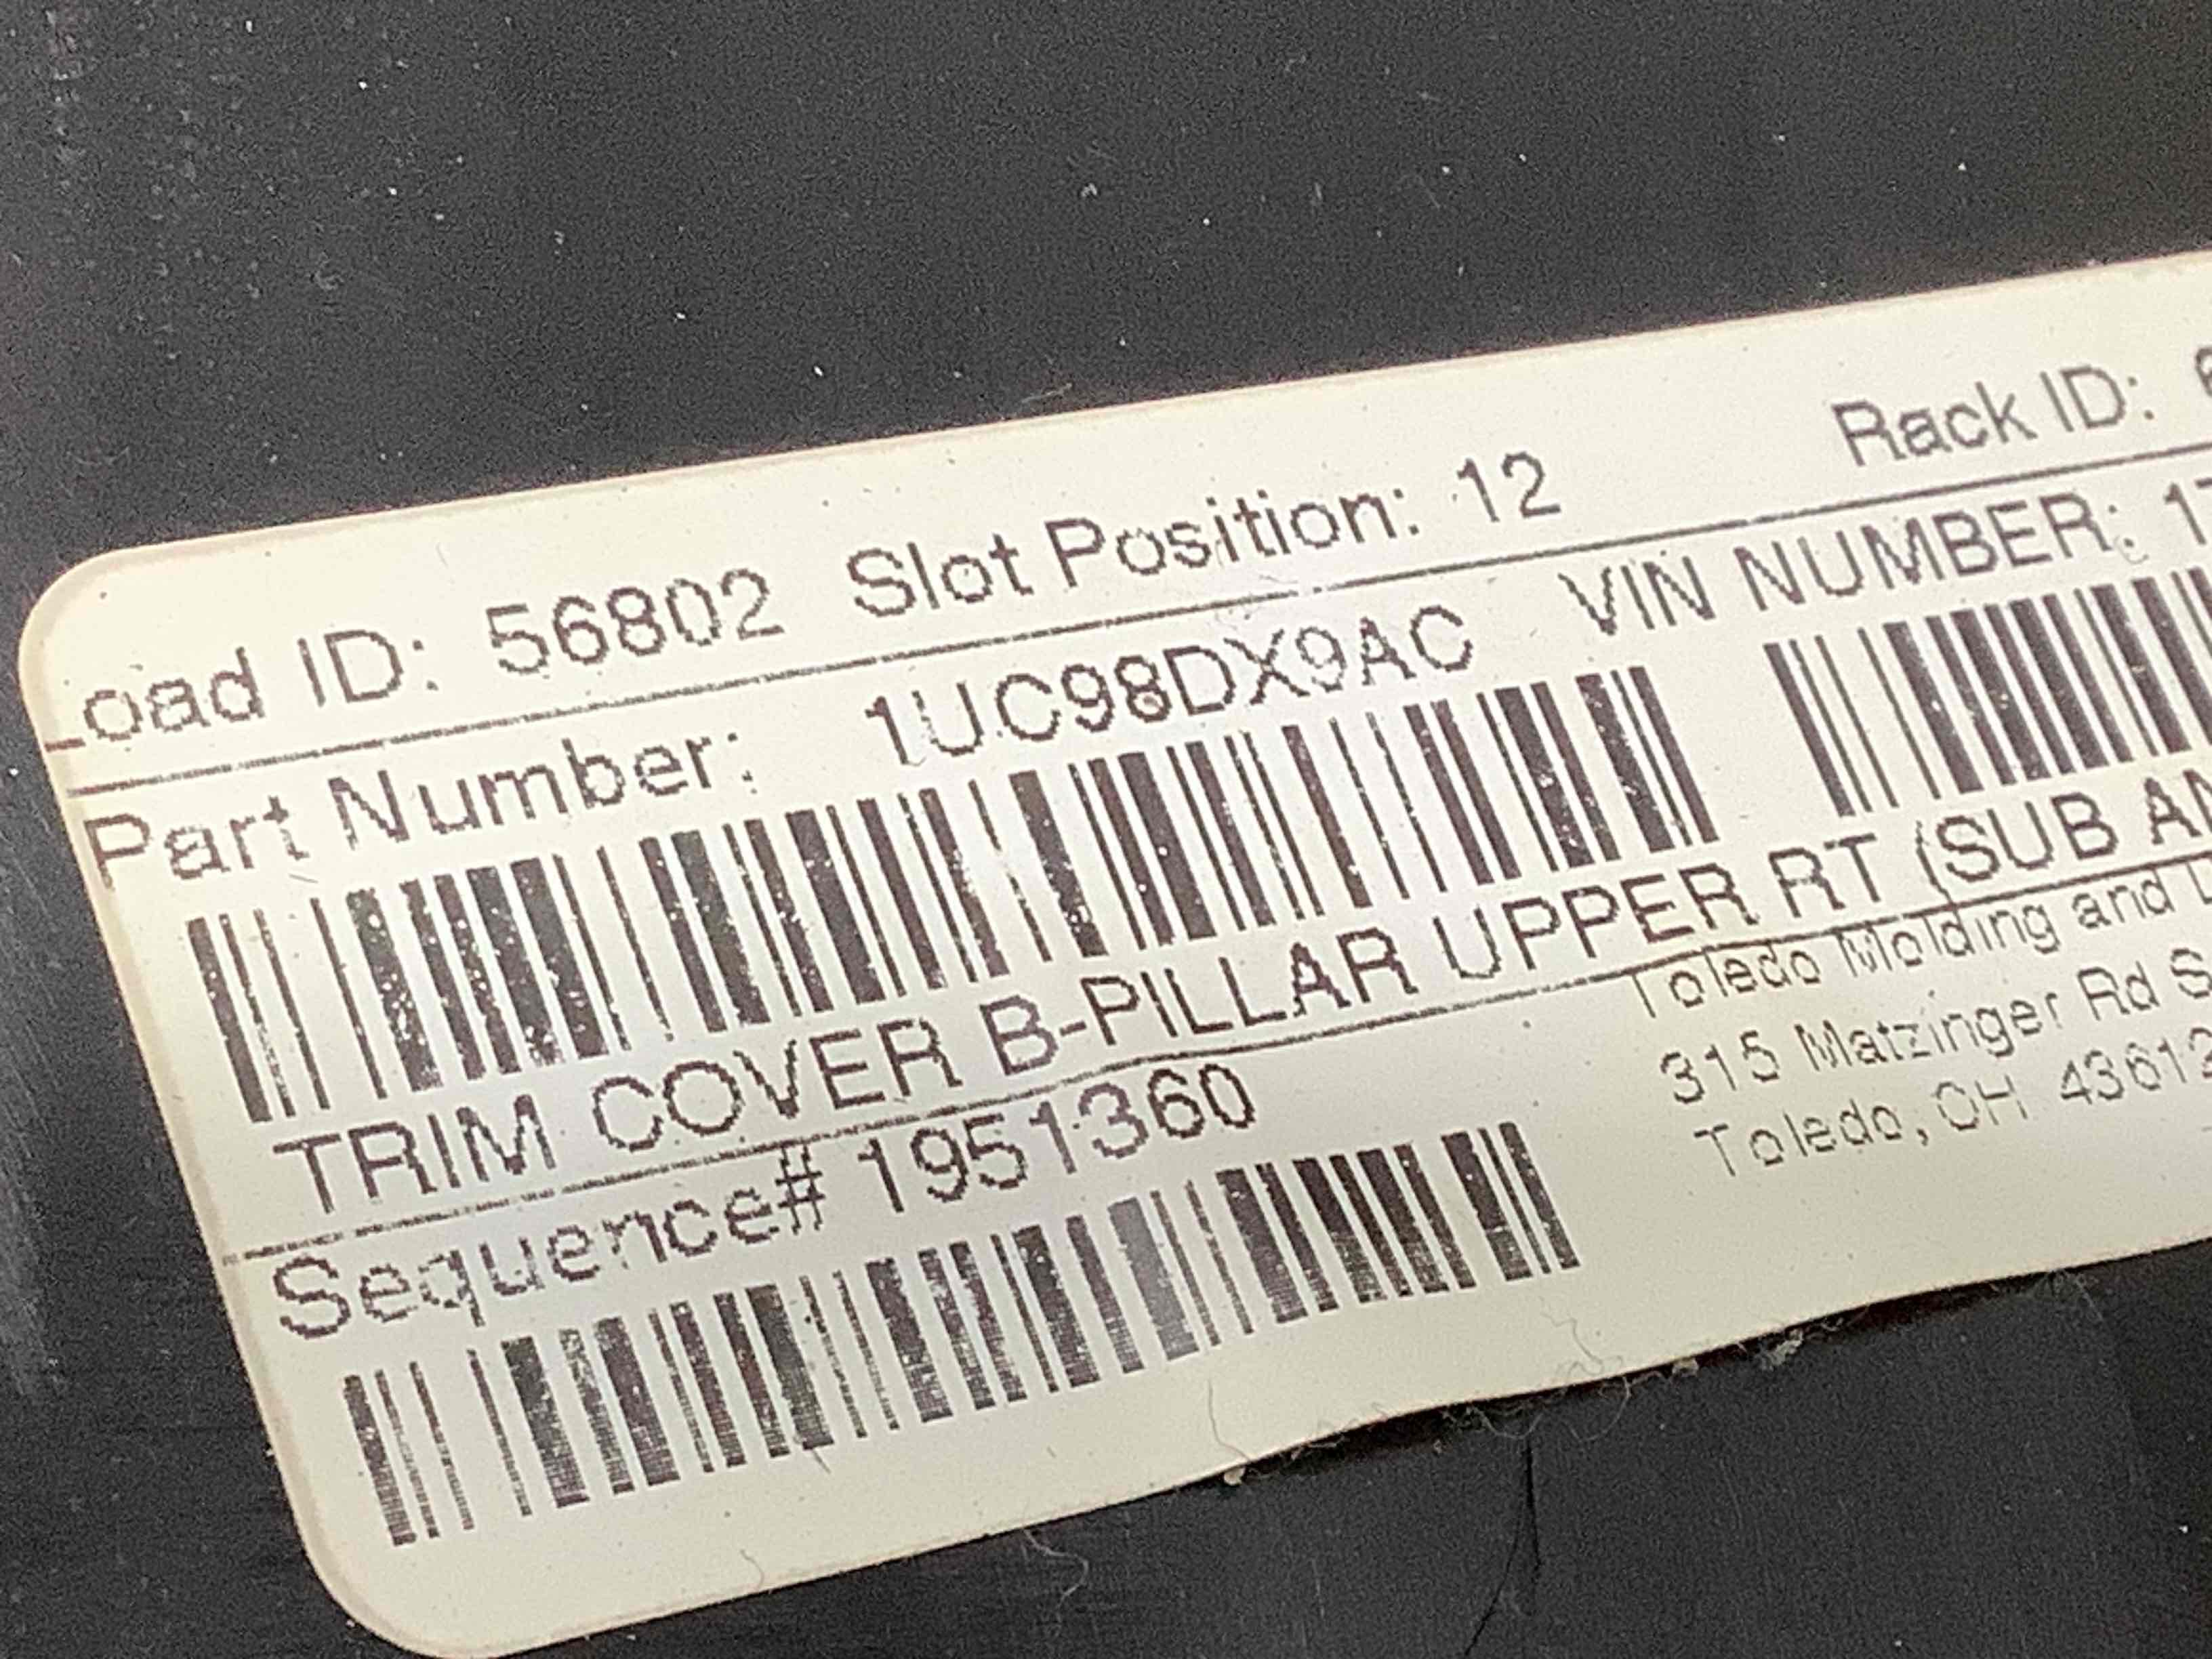 Load ID: 56802 Slot Position: 12 Rack ID:
Part Number: 1UC98DX9AC VIN NUMBER:
TRIM COVER B-PILLAR UPPER RT (SUB
Sequence# 1951360
Toledo Molding and
315 Matzinger Rd
Toledo, OH 43612